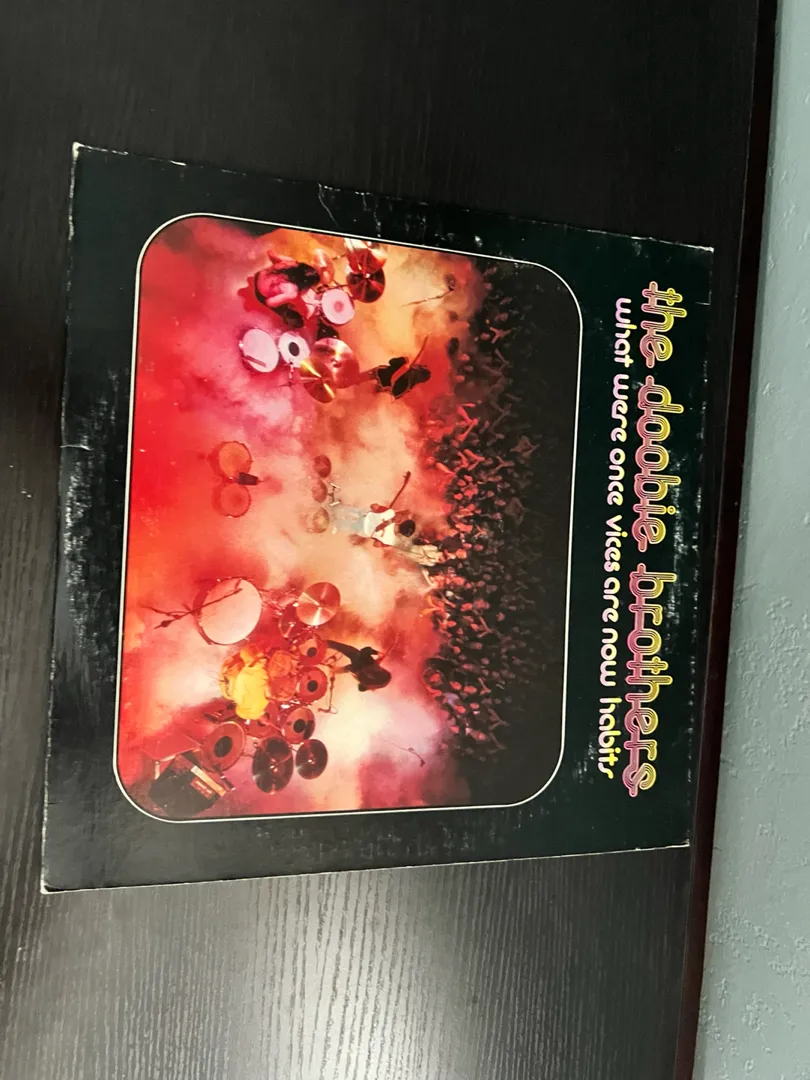 the doobie brothers
what were once vices are now habits